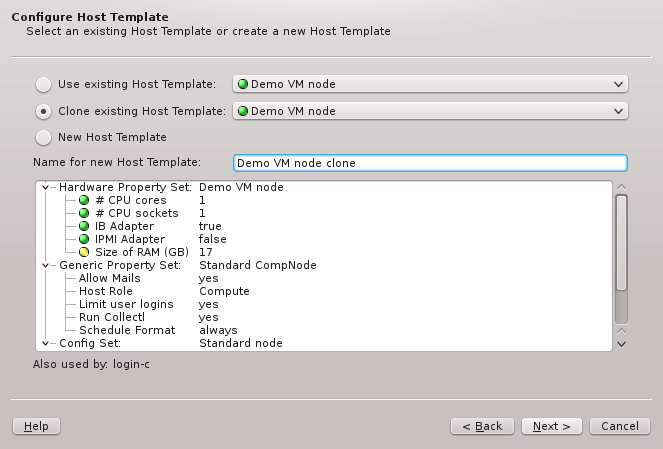 Configure Host Template
Select an existing Host Template or create a new Host Template
Use existing Host Template: Demo VM node
Clone existing Host Template: Demo VM node
New Host Template
Name for new Host Template: Demo VM node clone
Hardware Property Set: Demo VM node
# CPU cores 1
# CPU sockets 1
IB Adapter true
IPMI Adapter false
Size of RAM (GB) 17
Generic Property Set: Standard CompNode
Allow Mails yes
Host Role Compute
Limit user logins yes
Run Collectl yes
Schedule Format always
Config Set: Standard node
Also used by: login-c
Help < Back Next > Cancel